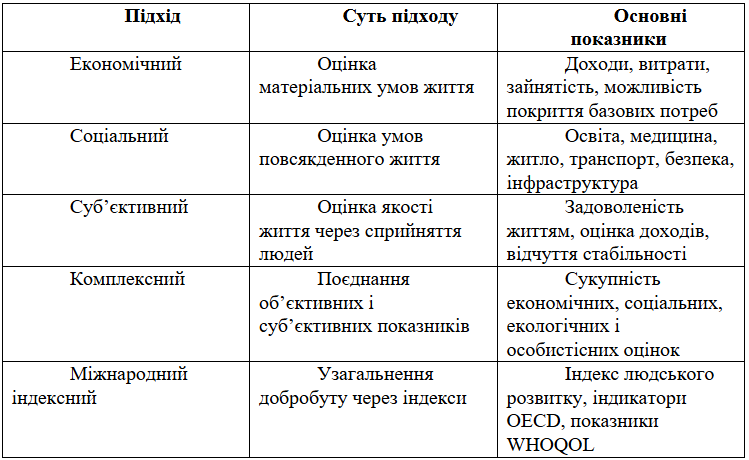 Підхід
Суть підходу
Основні
показники
Економічний
Оцінка
матеріальних умов життя
Доходи, витрати,
зайнятість, можливість
покриття базових потреб
Соціальний
Оцінка умов
повсякденного життя
Освіта, медицина,
житло, транспорт, безпека,
інфраструктура
Суб’єктивний
Оцінка якості
життя через сприйняття
людей
Задоволеність
життям, оцінка доходів,
відчуття стабільності
Комплексний
Поєднання
об’єктивних і
суб’єктивних показників
Сукупність
економічних, соціальних,
екологічних і
особистісних оцінок
Міжнародний
індексний
Узагальнення
добробуту через індекси
Індекс людського
розвитку, індикатори
OECD, показники
WHOQOL